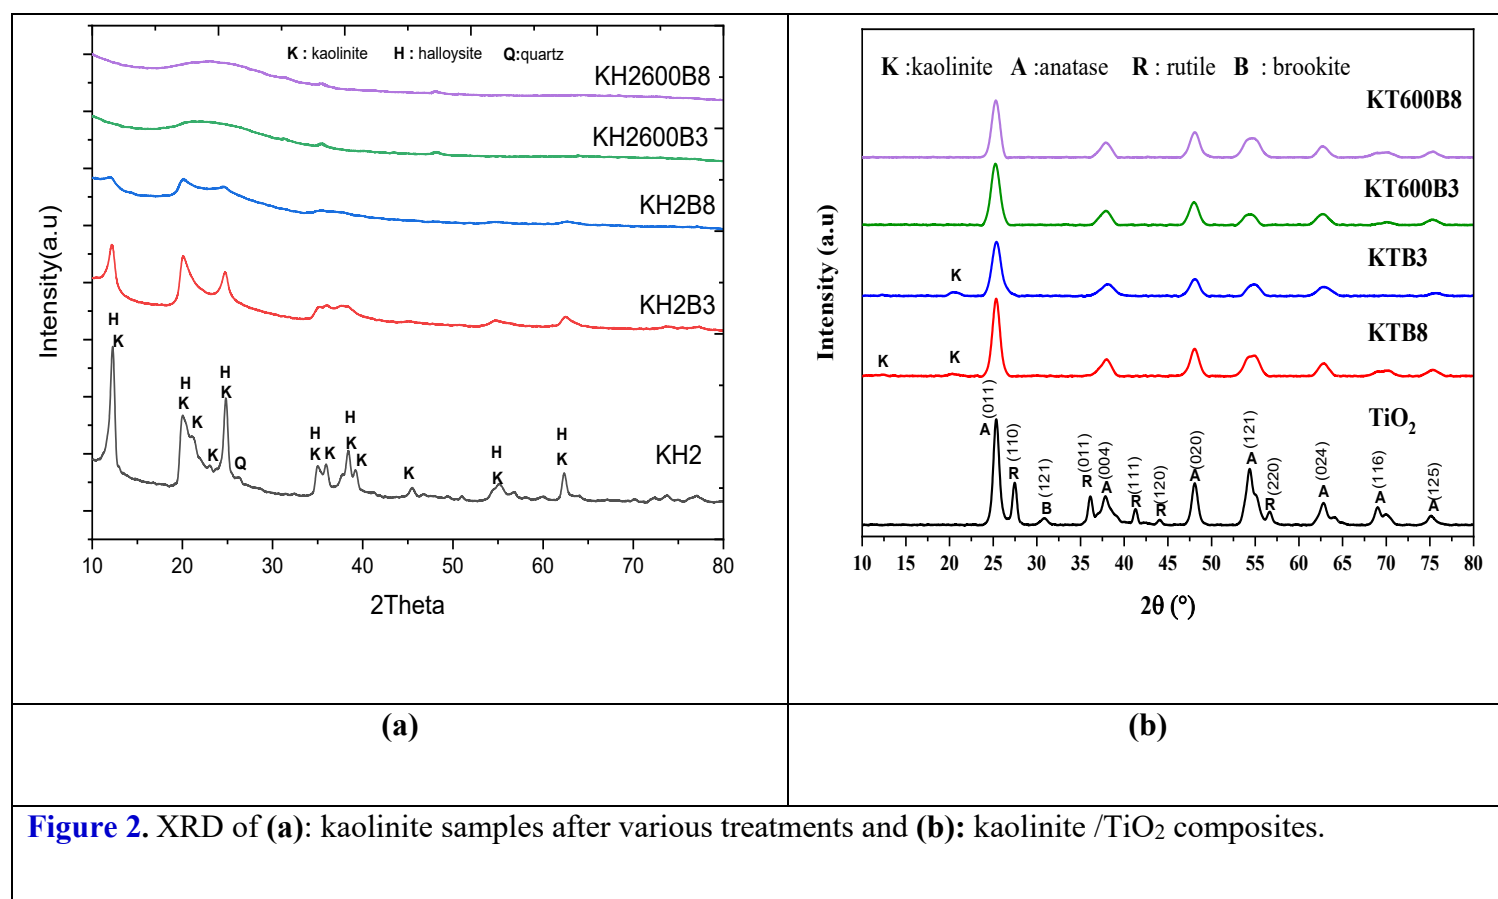 K : kaolinite H : halloysite Q:quartz
KH2600B8
KH2600B3
KH2B8
KH2B3
KH2
Intensity(a.u)
H
K
H
K
K
K
H
K
Q
H
K
K
H
K
K
K
H
K
H
K
10 20 30 40 50 60 70 80
2Theta
K :kaolinite A :anatase R : rutile B : brookite
KT600B8
KT600B3
KTB3
K
KTB8
K K
TiO2
Intensity (a.u)
A (011)
R (110)
B (121)
R (011)
A (004)
R (111)
R (120)
A (020)
A (121)
R (220)
A (024)
A (116)
A (125)
10 15 20 25 30 35 40 45 50 55 60 65 70 75 80
2θ (°)
(a) (b)
Figure 2. XRD of (a): kaolinite samples after various treatments and (b): kaolinite /TiO2 composites.